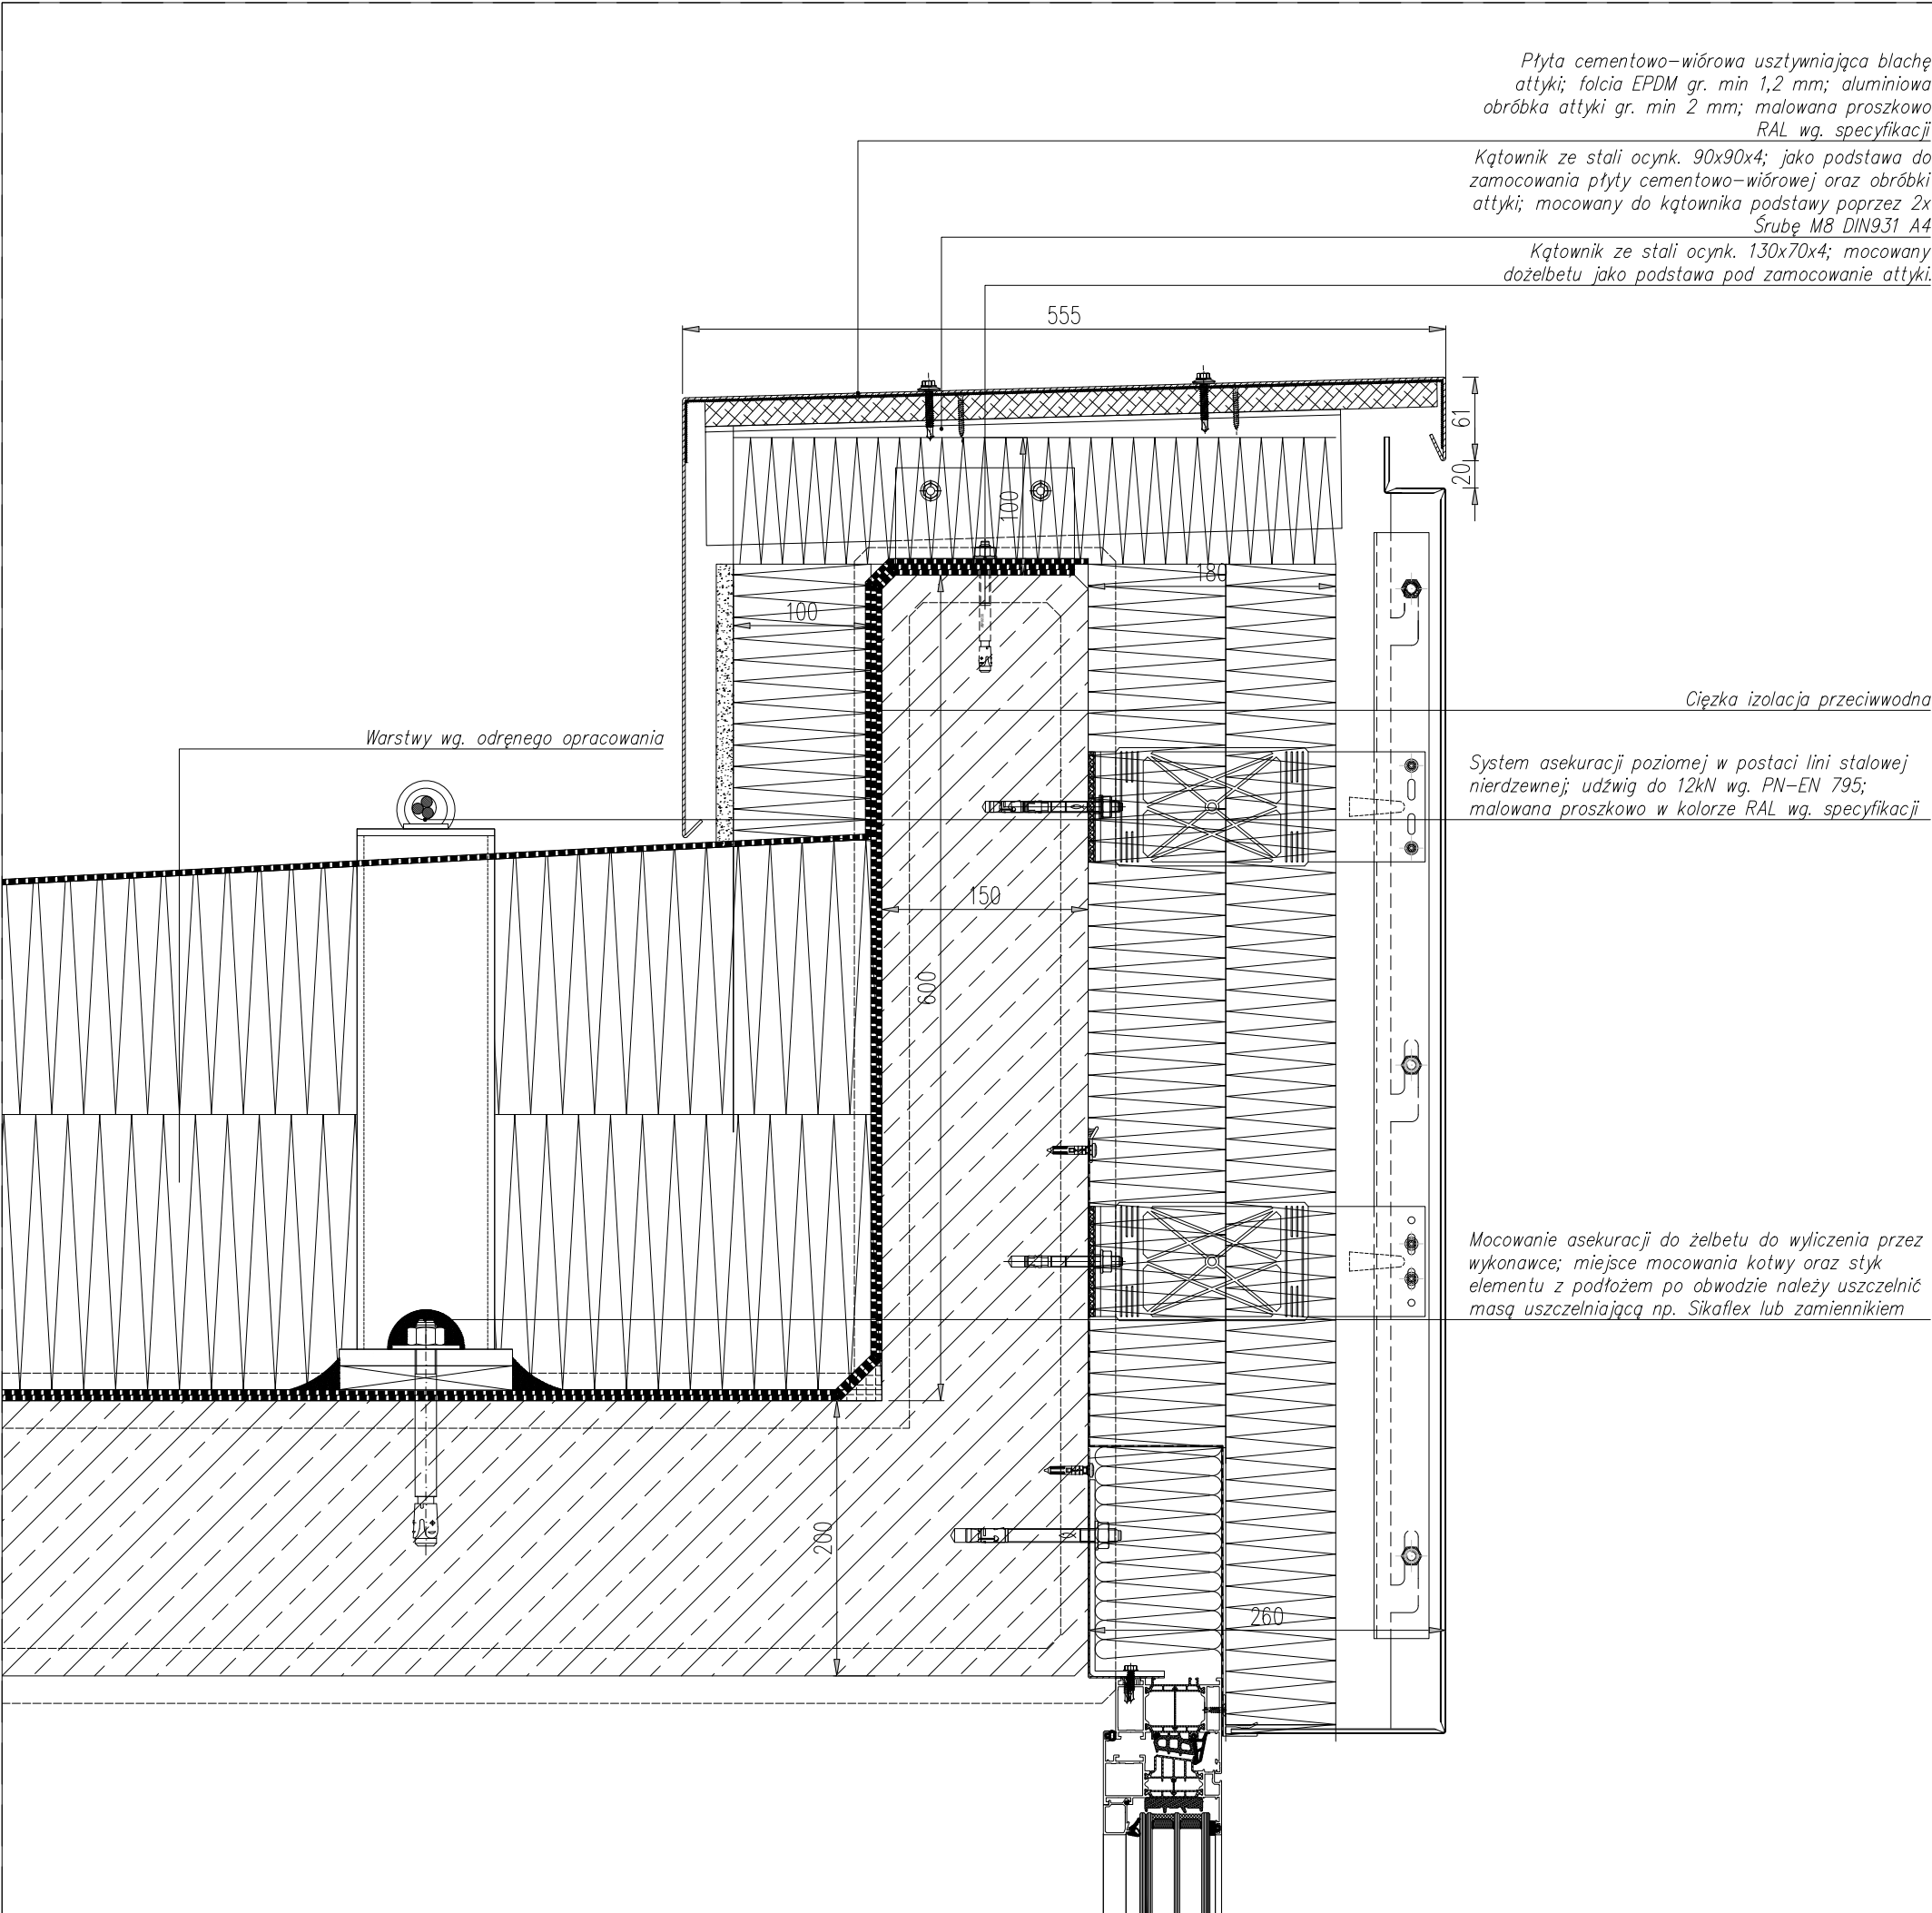 Płyta cementowo-wiórowa usztywniająca blachę
attyki; folcia EPDM gr. min 1,2 mm; aluminiowa
obróbka attyki gr. min 2 mm; malowana proszkowo
RAL wg. specyfikacji
Kątownik ze stali ocynk. 90x90x4; jako podstawa do
zamocowania płyty cementowo-wiórowej oraz obróbki
attyki; mocowany do kątownika podstawy poprzez 2x
Śrubę M8 DIN931 A4
Kątownik ze stali ocynk. 130x70x4; mocowany
dożelbetu jako podstawa pod zamocowanie attyki.
555
61
20
100
180
100
Cięzka izolacja przeciwwodna
Warstwy wg. odręnego opracowania
System asekuracji poziomej w postaci lini stalowej
nierdzewnej; udźwig do 12kN wg. PN-EN 795;
malowana proszkowo w kolorze RAL wg. specyfikacji
150
600
Mocowanie asekuracji do żelbetu do wyliczenia przez
wykonawce; miejsce mocowania kotwy oraz styk
elementu z podłożem po obwodzie należy uszczelnić
masą uszczelniającą np. Sikaflex lub zamiennikiem
200
260